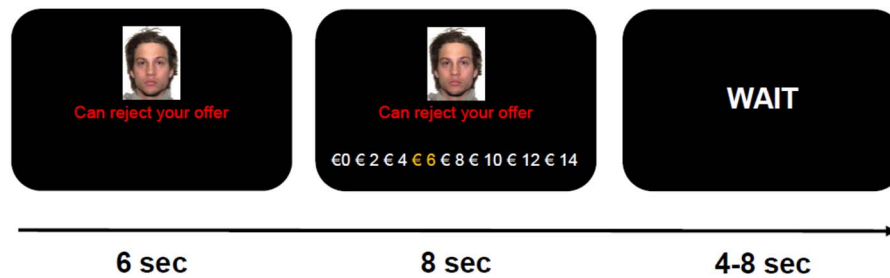 Can reject your offer
Can reject your offer
€0 € 2 € 4 € 6 € 8 € 10 € 12 € 14
WAIT
6 sec
8 sec
4-8 sec